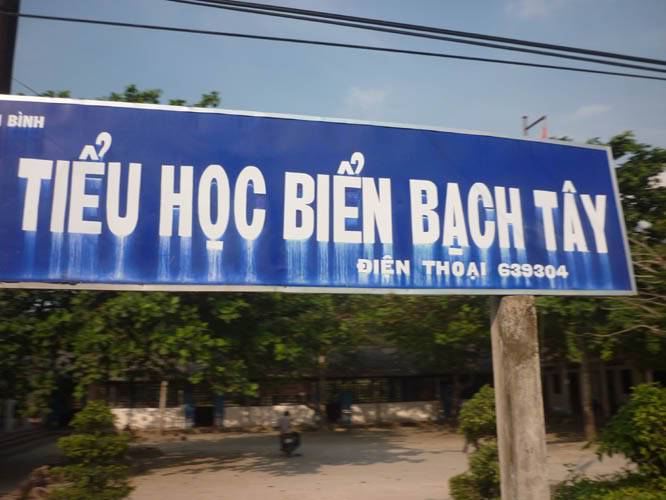 BÌNH
TIỂU HỌC BIỂN BẠCH TÂY
ĐIỆN THOẠI 639304